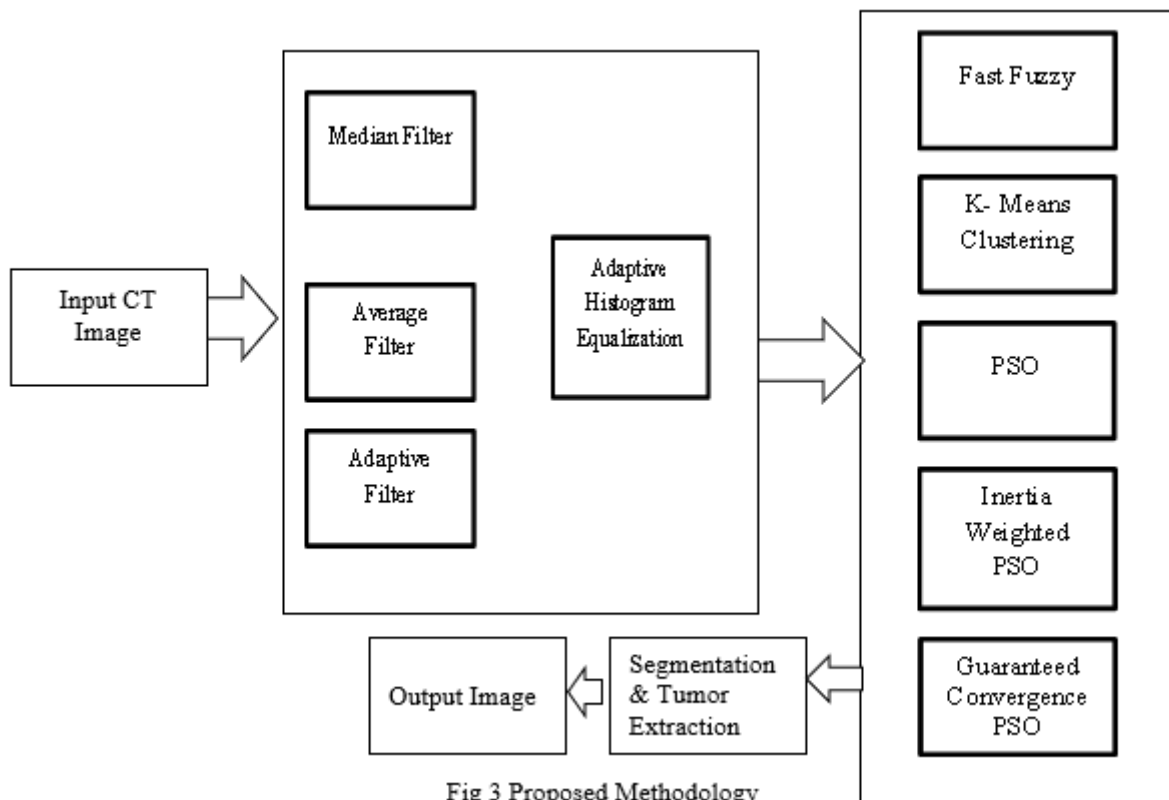 Input CT
Image
Median Filter
Average
Filter
Adaptive
Filter
Adaptive
Histogram
Equalization
Fast Fuzzy
K- Means
Clustering
PSO
Inertia
Weighted
PSO
Guaranteed
Convergence
PSO
Segmentation
& Tumor
Extraction
Output Image
Fig 3 Proposed Methodology